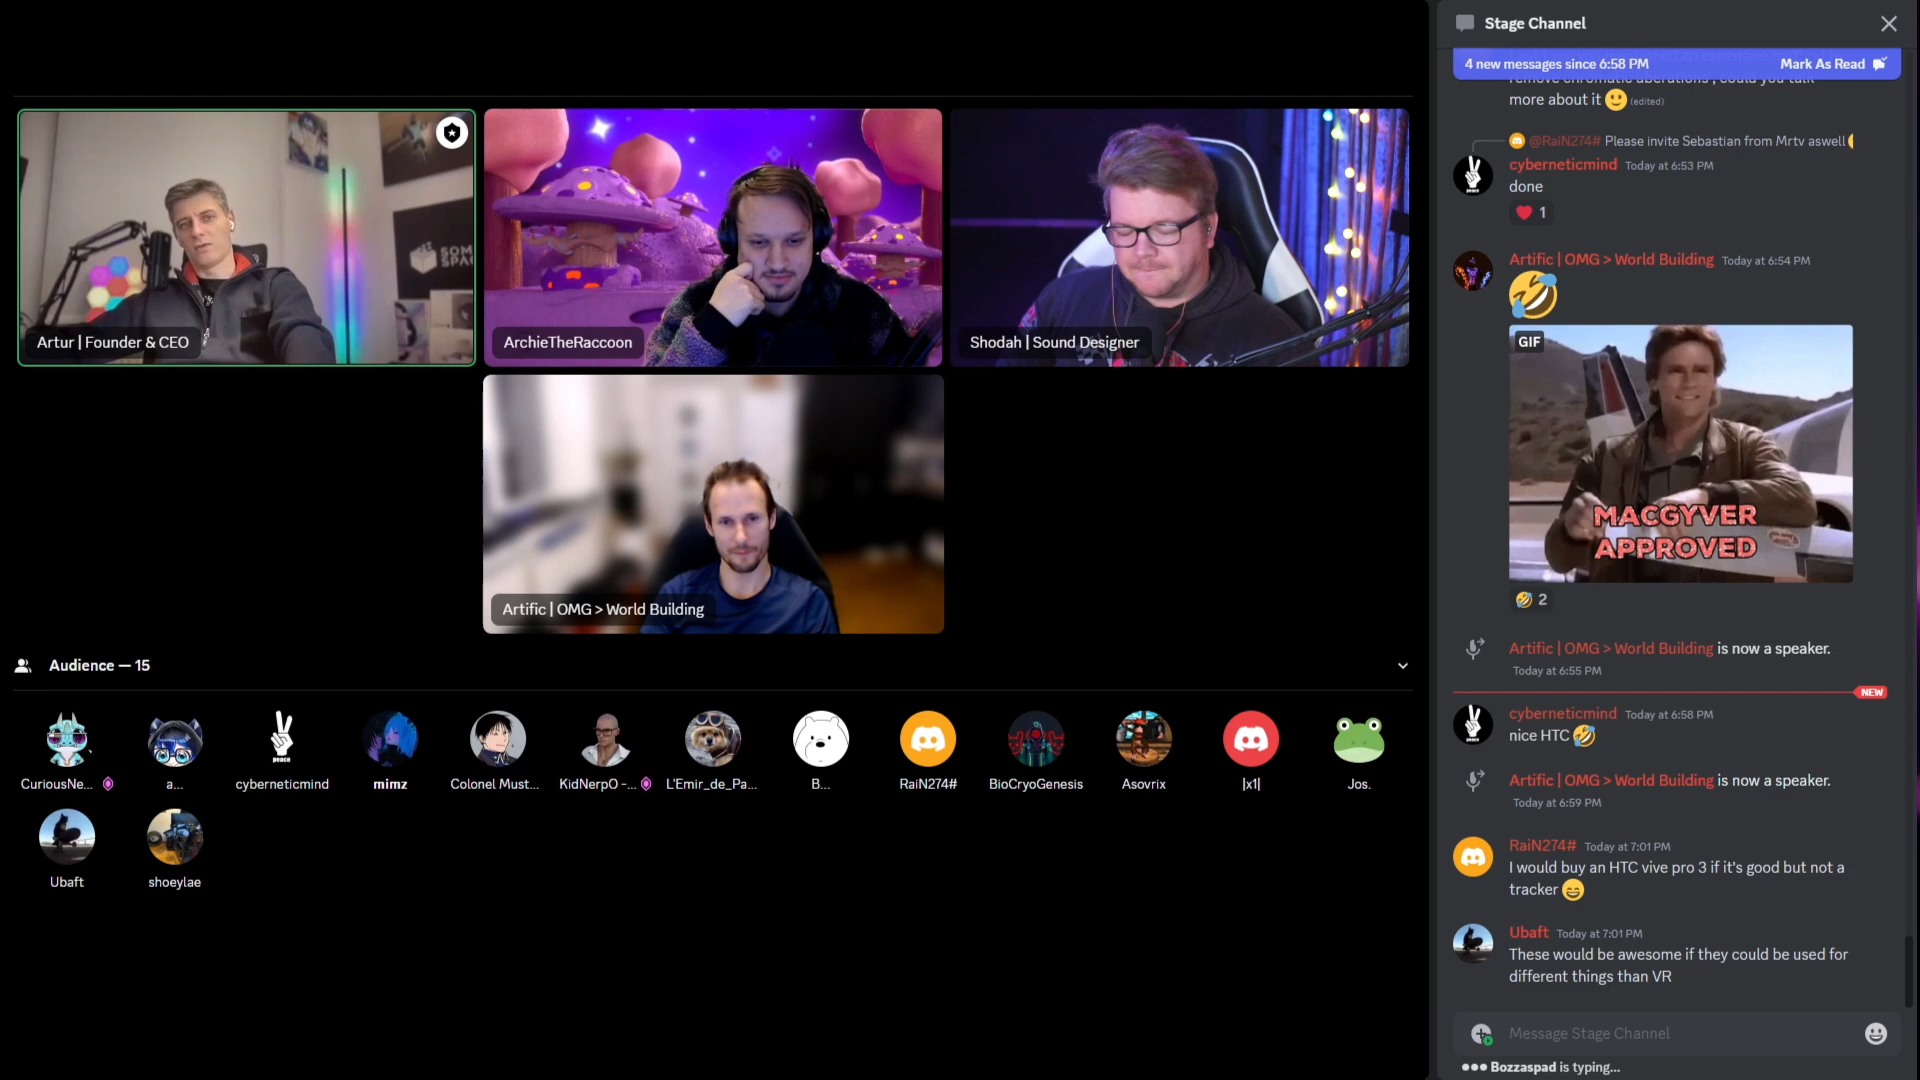 Artur | Founder & CEO
ArchieTheRaccoon
Shodah | Sound Designer
Artific | OMG > World Building
Audience — 15
CuriousNe...
a...
cyberneticmind
mimz
Colonel Must...
KidNerpO -...
L'Emir_de_Pa...
B...
RaiN274#
BioCryoGenesis
Asovrix
|x1|
Jos.
Ubaft
shoeylae
Stage Channel
4 new messages since 6:58 PM
Mark As Read
remove chromatic aberations , could you talk
more about it 🙂 (edited)
@RaiN274# Please invite Sebastian from Mrtv aswell
cyberneticmind Today at 6:53 PM
done
❤️ 1
Artific | OMG > World Building Today at 6:54 PM
🤣
GIF
MACGYVER
APPROVED
🤣 2
Artific | OMG > World Building is now a speaker.
Today at 6:55 PM
NEW
cyberneticmind Today at 6:58 PM
nice HTC 🤣
Artific | OMG > World Building is now a speaker.
Today at 6:59 PM
RaiN274# Today at 7:01 PM
I would buy an HTC vive pro 3 if it's good but not a
tracker 😄
Ubaft Today at 7:01 PM
These would be awesome if they could be used for
different things than VR
Message Stage Channel
Bozzaspad is typing...